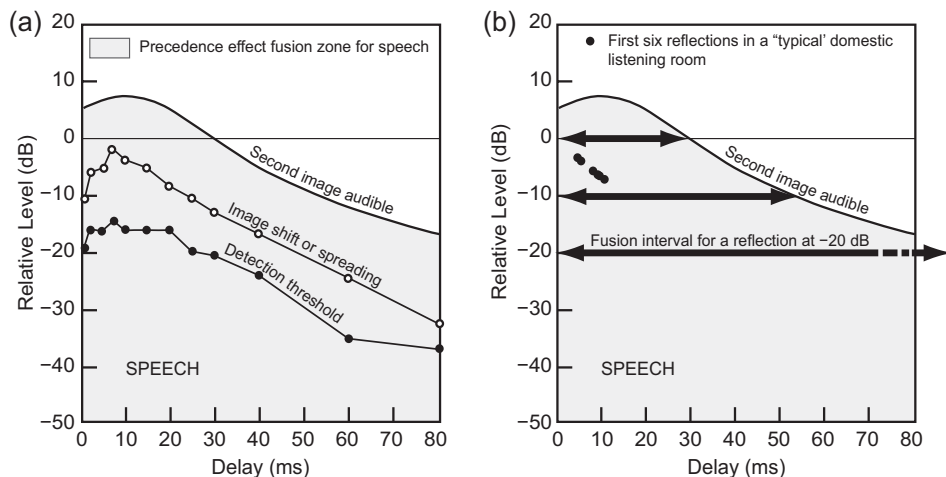 (a)
Precedence effect fusion zone for speech
Relative Level (dB)
20
10
0
−10
−20
−30
−40
−50
Second image audible
Image shift or spreading
Detection threshold
SPEECH
0 10 20 30 40 50 60 70 80
Delay (ms)
(b)
First six reflections in a “typical’ domestic
listening room
Relative Level (dB)
20
10
0
−10
−20
−30
−40
−50
Second image audible
Fusion interval for a reflection at −20 dB
SPEECH
0 10 20 30 40 50 60 70 80
Delay (ms)